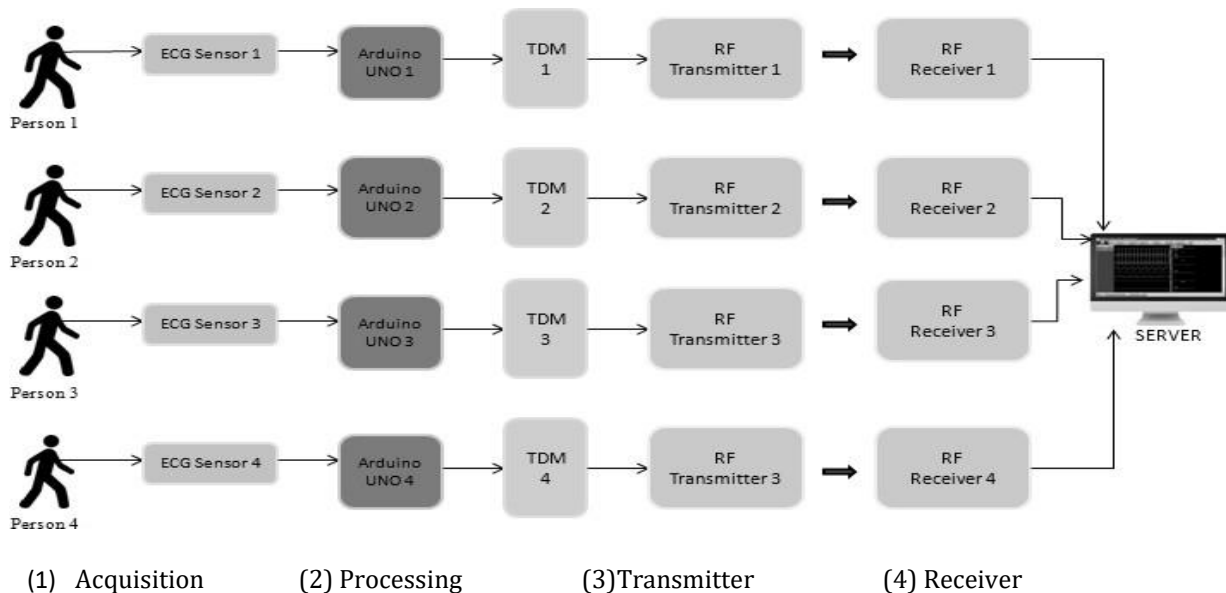 Person 1
ECG Sensor 1
Arduino
UNO 1
TDM
1
RF
Transmitter 1
RF
Receiver 1
Person 2
ECG Sensor 2
Arduino
UNO 2
TDM
2
RF
Transmitter 2
RF
Receiver 2
Person 3
ECG Sensor 3
Arduino
UNO 3
TDM
3
RF
Transmitter 3
RF
Receiver 3
SERVER
Person 4
ECG Sensor 4
Arduino
UNO 4
TDM
4
RF
Transmitter 3
RF
Receiver 4
(1) Acquisition (2) Processing (3)Transmitter (4) Receiver